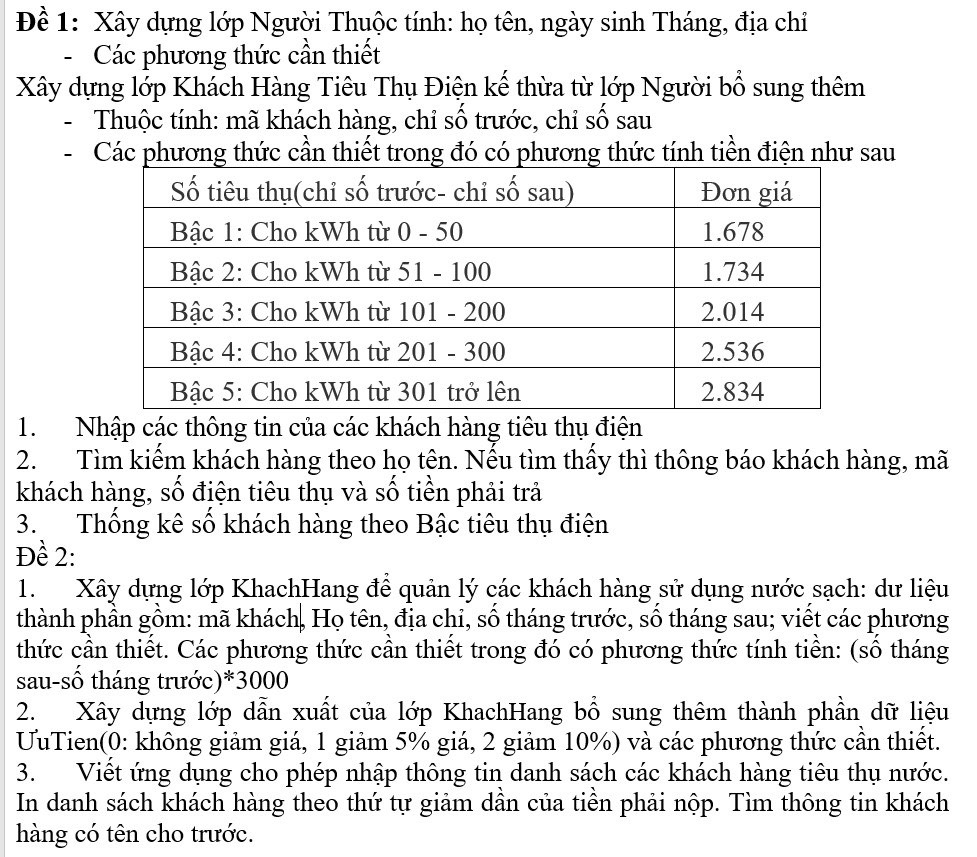 Đề 1: Xây dựng lớp Người Thuộc tính: họ tên, ngày sinh Tháng, địa chỉ
- Các phương thức cần thiết
Xây dựng lớp Khách Hàng Tiêu Thụ Điện kế thừa từ lớp Người bổ sung thêm
- Thuộc tính: mã khách hàng, chỉ số trước, chỉ số sau
- Các phương thức cần thiết trong đó có phương thức tính tiền điện như sau
Số tiêu thụ(chỉ số trước- chỉ số sau) Đơn giá
Bậc 1: Cho kWh từ 0 - 50 1.678
Bậc 2: Cho kWh từ 51 - 100 1.734
Bậc 3: Cho kWh từ 101 - 200 2.014
Bậc 4: Cho kWh từ 201 - 300 2.536
Bậc 5: Cho kWh từ 301 trở lên 2.834
1. Nhập các thông tin của các khách hàng tiêu thụ điện
2. Tìm kiếm khách hàng theo họ tên. Nếu tìm thấy thì thông báo khách hàng, mã
khách hàng, số điện tiêu thụ và số tiền phải trả
3. Thống kê số khách hàng theo Bậc tiêu thụ điện
Đề 2:
1. Xây dựng lớp KhachHang để quản lý các khách hàng sử dụng nước sạch: dư liệu
thành phần gồm: mã khách, Họ tên, địa chỉ, số tháng trước, số tháng sau; viết các phương
thức cần thiết. Các phương thức cần thiết trong đó có phương thức tính tiền: (số tháng
sau-số tháng trước)*3000
2. Xây dựng lớp dẫn xuất của lớp KhachHang bổ sung thêm thành phần dữ liệu
ƯuTien(0: không giảm giá, 1 giảm 5% giá, 2 giảm 10%) và các phương thức cần thiết.
3. Viết ứng dụng cho phép nhập thông tin danh sách các khách hàng tiêu thụ nước.
In danh sách khách hàng theo thứ tự giảm dần của tiền phải nộp. Tìm thông tin khách
hàng có tên cho trước.